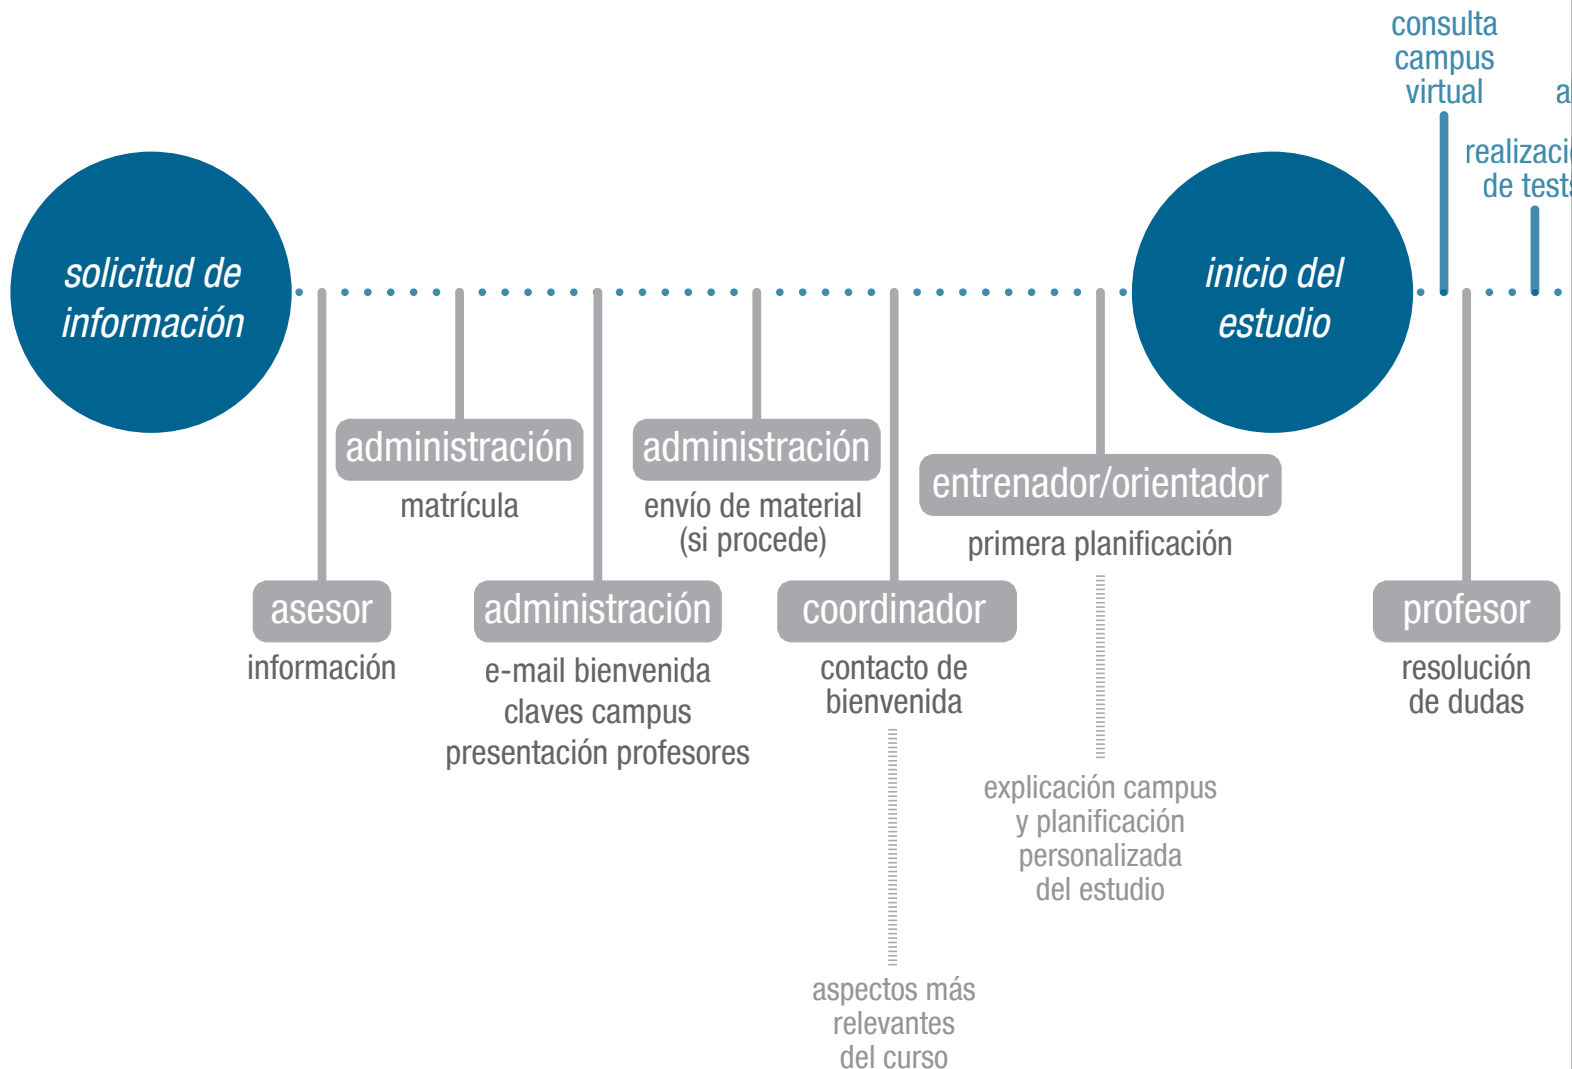 consulta
campus
virtual
realizació
de tests
solicitud de
información
inicio del
estudio
administración
matrícula
administración
envío de material
(si procede)
entrenador/orientador
primera planificación
asesor
información
administración
e-mail bienvenida
claves campus
presentación profesores
coordinador
contacto de
bienvenida
profesor
resolución
de dudas
explicación campus
y planificación
personalizada
del estudio
aspectos más
relevantes
del curso